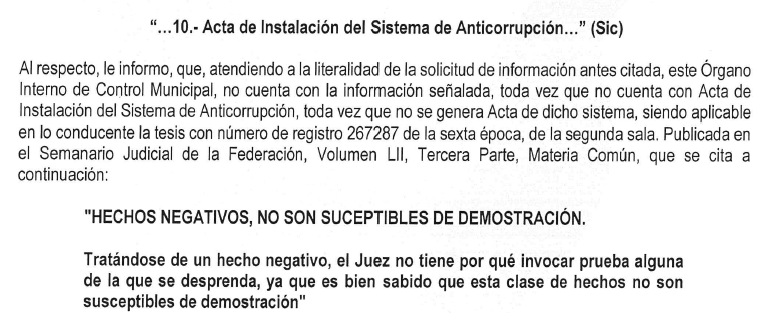 “…10.- Acta de Instalación del Sistema de Anticorrupción…” (Sic)
Al respecto, le informo, que, atendiendo a la literalidad de la solicitud de información antes citada, este Órgano
Interno de Control Municipal, no cuenta con la información señalada, toda vez que no cuenta con Acta de
Instalación del Sistema de Anticorrupción, toda vez que no se genera Acta de dicho sistema, siendo aplicable
en lo conducente la tesis con número de registro 267287 de la sexta época, de la segunda sala. Publicada en
el Semanario Judicial de la Federación, Volumen LII, Tercera Parte, Materia Común, que se cita a
continuación:
"HECHOS NEGATIVOS, NO SON SUCEPTIBLES DE DEMOSTRACIÓN.
Tratándose de un hecho negativo, el Juez no tiene por qué invocar prueba alguna
de la que se desprenda, ya que es bien sabido que esta clase de hechos no son
susceptibles de demostración"